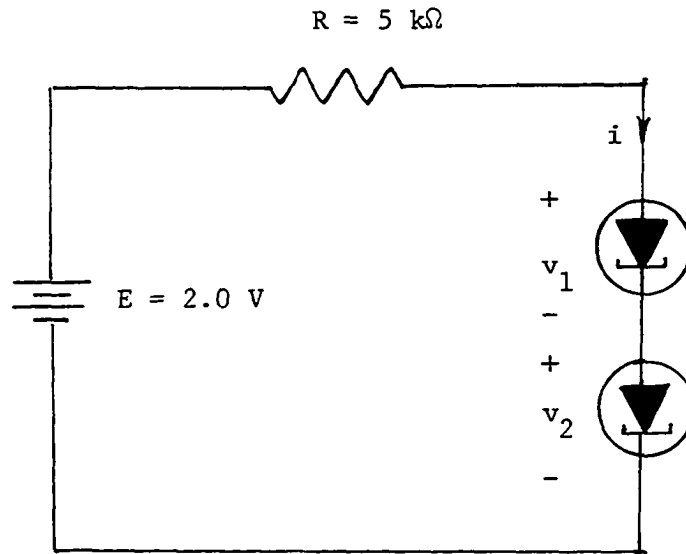 R = 5 kΩ
i
+
v₁
-
E = 2.0 V
+
v₂
-